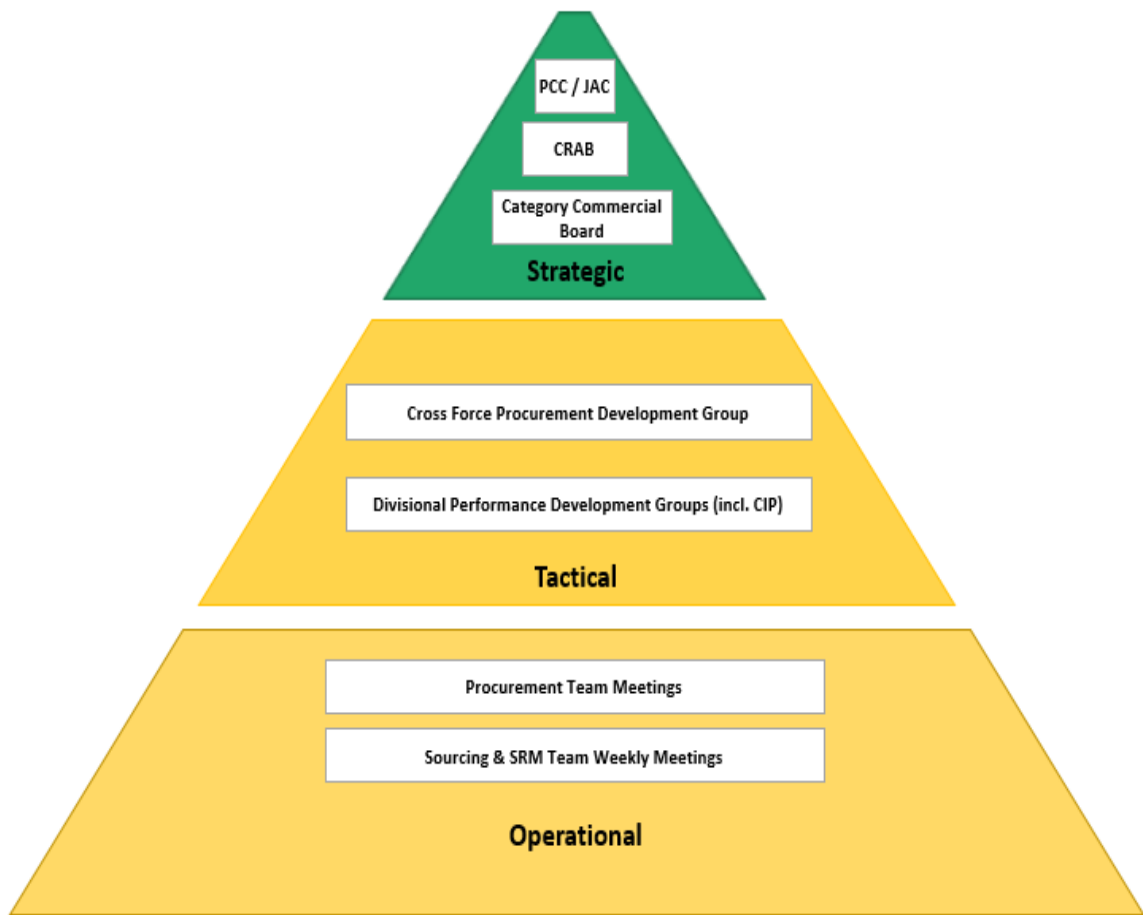 PCC / JAC
CRAB
Category Commercial
Board
Strategic
Cross Force Procurement Development Group
Divisional Performance Development Groups (incl. CIP)
Tactical
Procurement Team Meetings
Sourcing & SRM Team Weekly Meetings
Operational